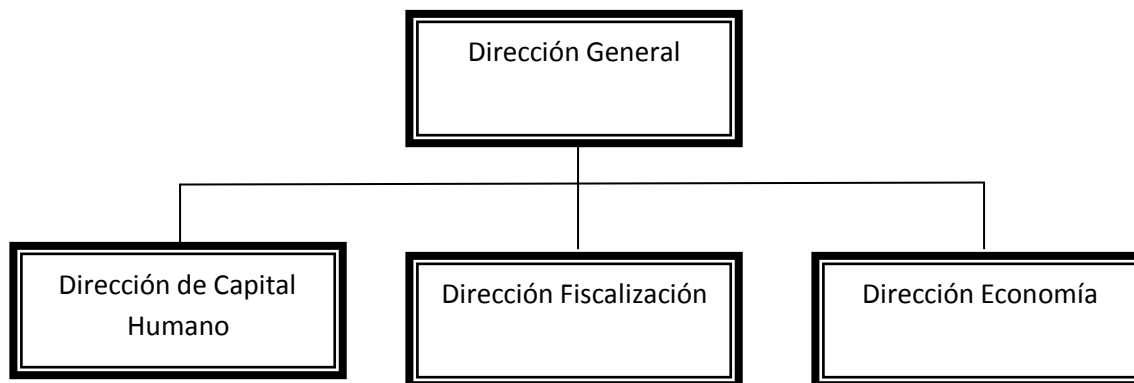 Dirección General
Dirección de Capital
Humano
Dirección Fiscalización
Dirección Economía